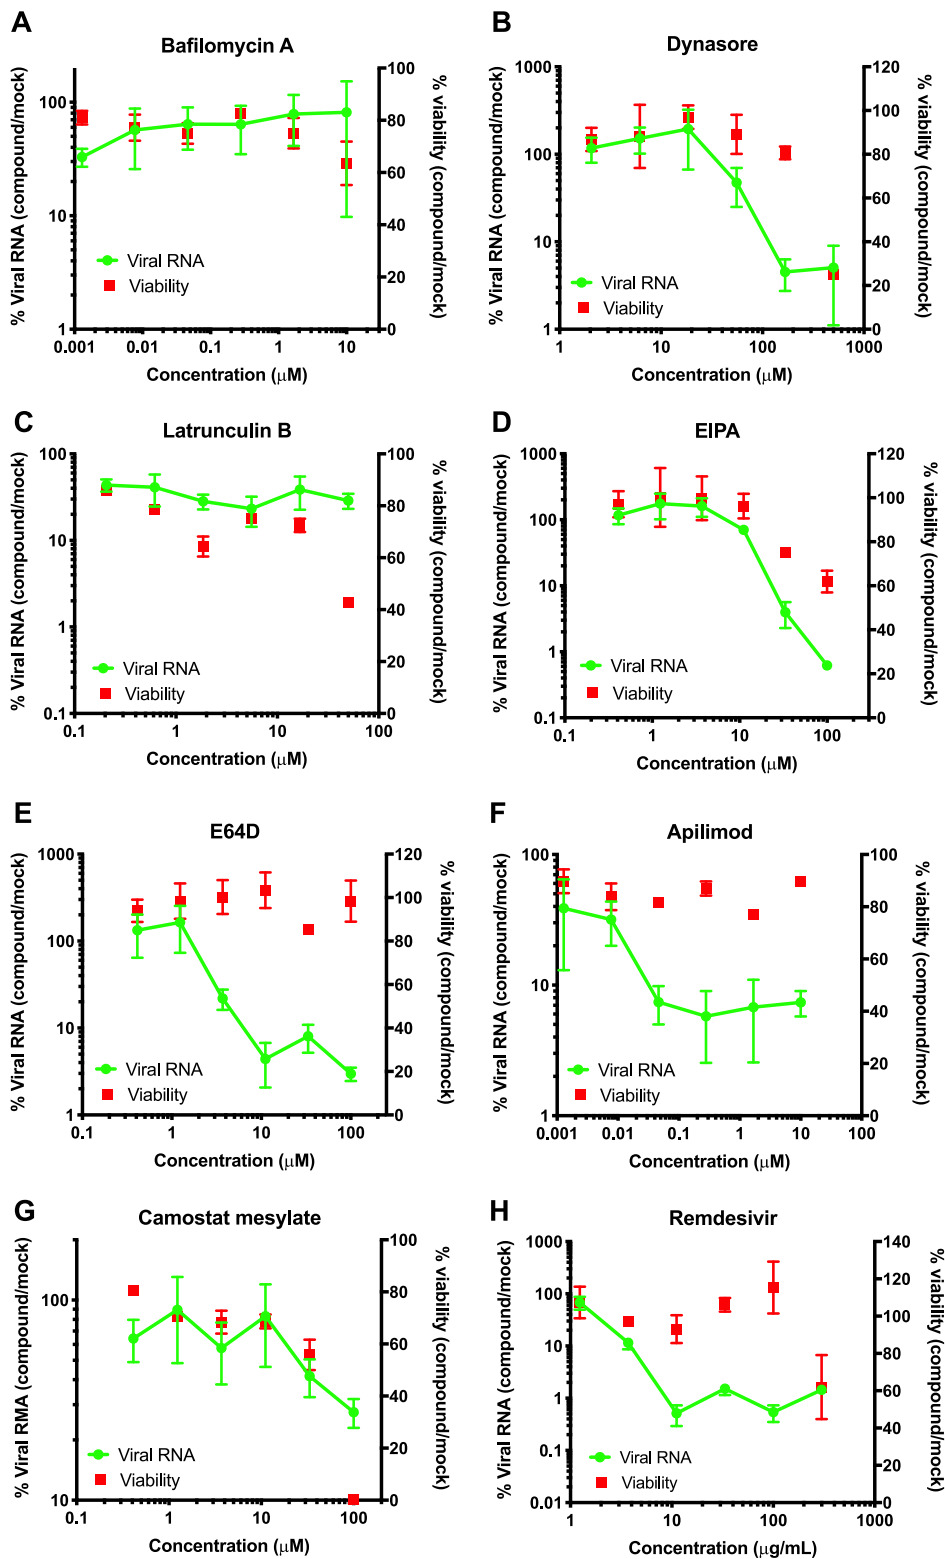 A
Bafilomycin A
% Viral RNA (compound/mock)
100
10
1
100
80
60
40
20
0
% viability (compound/mock)
Viral RNA
Viability
0.001 0.01 0.1 1 10
Concentration (μM)
B
Dynasore
% Viral RNA (compound/mock)
1000
100
10
1
120
100
80
60
40
20
0
% viability (compound/mock)
Viral RNA
Viability
1 10 100 1000
Concentration (μM)
C
Latrunculin B
% Viral RNA (compound/mock)
100
10
1
0.1
100
80
60
40
20
0
% viability (compound/mock)
Viral RNA
Viability
0.1 1 10 100
Concentration (μM)
D
EIPA
% Viral RNA (compound/mock)
1000
100
10
1
0.1
120
100
80
60
40
20
0
% viability (compound/mock)
Viral RNA
Viability
0.1 1 10 100
Concentration (μM)
E
E64D
% Viral RNA (compound/mock)
1000
100
10
1
120
100
80
60
40
20
0
% viability (compound/mock)
Viral RNA
Viability
0.1 1 10 100
Concentration (μM)
F
Apilimod
% Viral RNA (compound/mock)
100
10
1
100
80
60
40
20
0
% viability (compound/mock)
Viral RNA
Viability
0.001 0.01 0.1 1 10 100
Concentration (μM)
G
Camostat mesylate
% Viral RMA (compound/mock)
100
10
100
80
60
40
20
0
% viability (compound/mock)
Viral RNA
Viability
0.1 1 10 100
Concentration (μM)
H
Remdesivir
% Viral RNA (compound/mock)
1000
100
10
1
0.1
0.01
140
120
100
80
60
40
20
0
% viability (compound/mock)
Viral RNA
Viability
1 10 100 1000
Concentration (μg/mL)